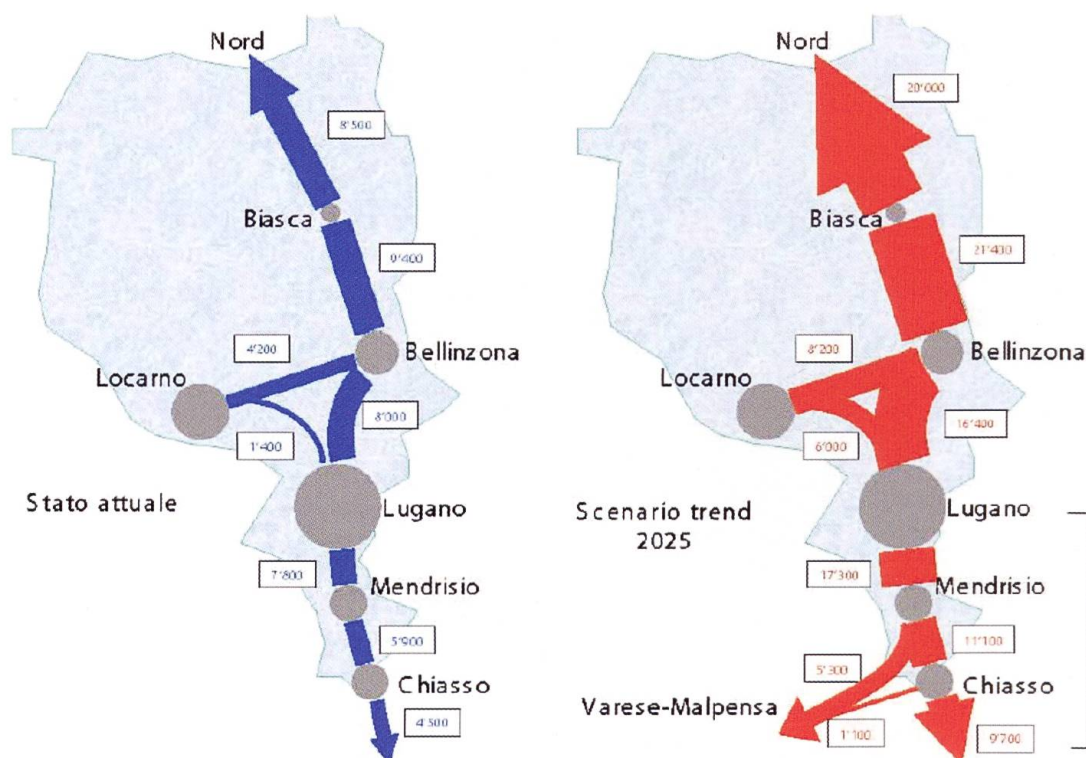 Nord
8'500
Biasca
9'400
4'200
Bellinzona
Locarno
8'000
1'400
Stato attuale
Lugano
7'800
Mendrisio
5'900
Chiasso
4'500
Nord
20'000
Biasca
21'400
8'200
Bellinzona
Locarno
16'400
6'000
Scenario trend
2025
Lugano
17'300
Mendrisio
11'100
5'300
Chiasso
Varese-Malpensa
1'100
9'700